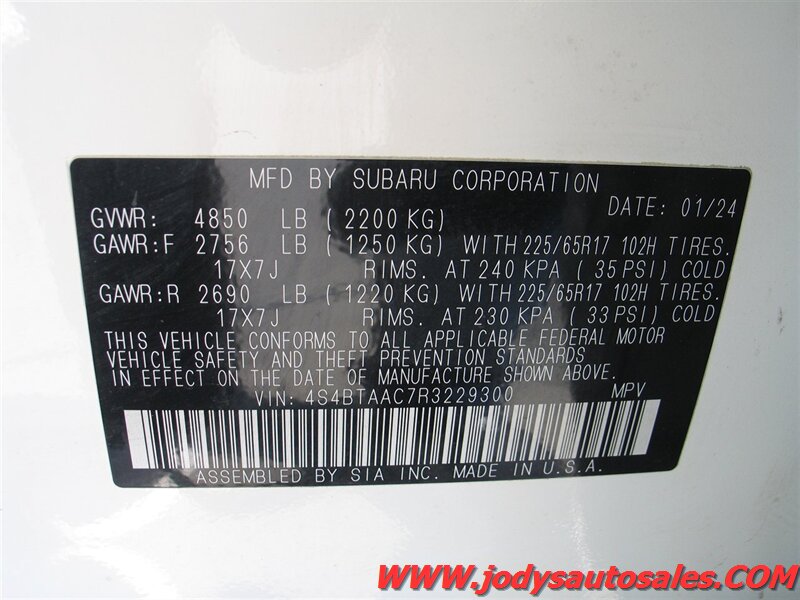 MFD BY SUBARU CORPORATION
DATE: 01/24
GVWR: 4850 LB ( 2200 KG)
GAWR:F 2756 LB ( 1250 KG) WITH 225/65R17 102H TIRES.
17X7J RIMS. AT 240 KPA ( 35 PSI) COLD
GAWR:R 2690 LB ( 1220 KG) WITH 225/65R17 102H TIRES.
17X7J RIMS. AT 230 KPA ( 33 PSI) COLD
THIS VEHICLE CONFORMS TO ALL APPLICABLE FEDERAL MOTOR
VEHICLE SAFETY AND THEFT PREVENTION STANDARDS
IN EFFECT ON THE DATE OF MANUFACTURE SHOWN ABOVE.
VIN: 4S4BTAAC7R3229300 MPV
ASSEMBLED BY SIA INC. MADE IN U.S.A.
WWW.jodysautosales.COM